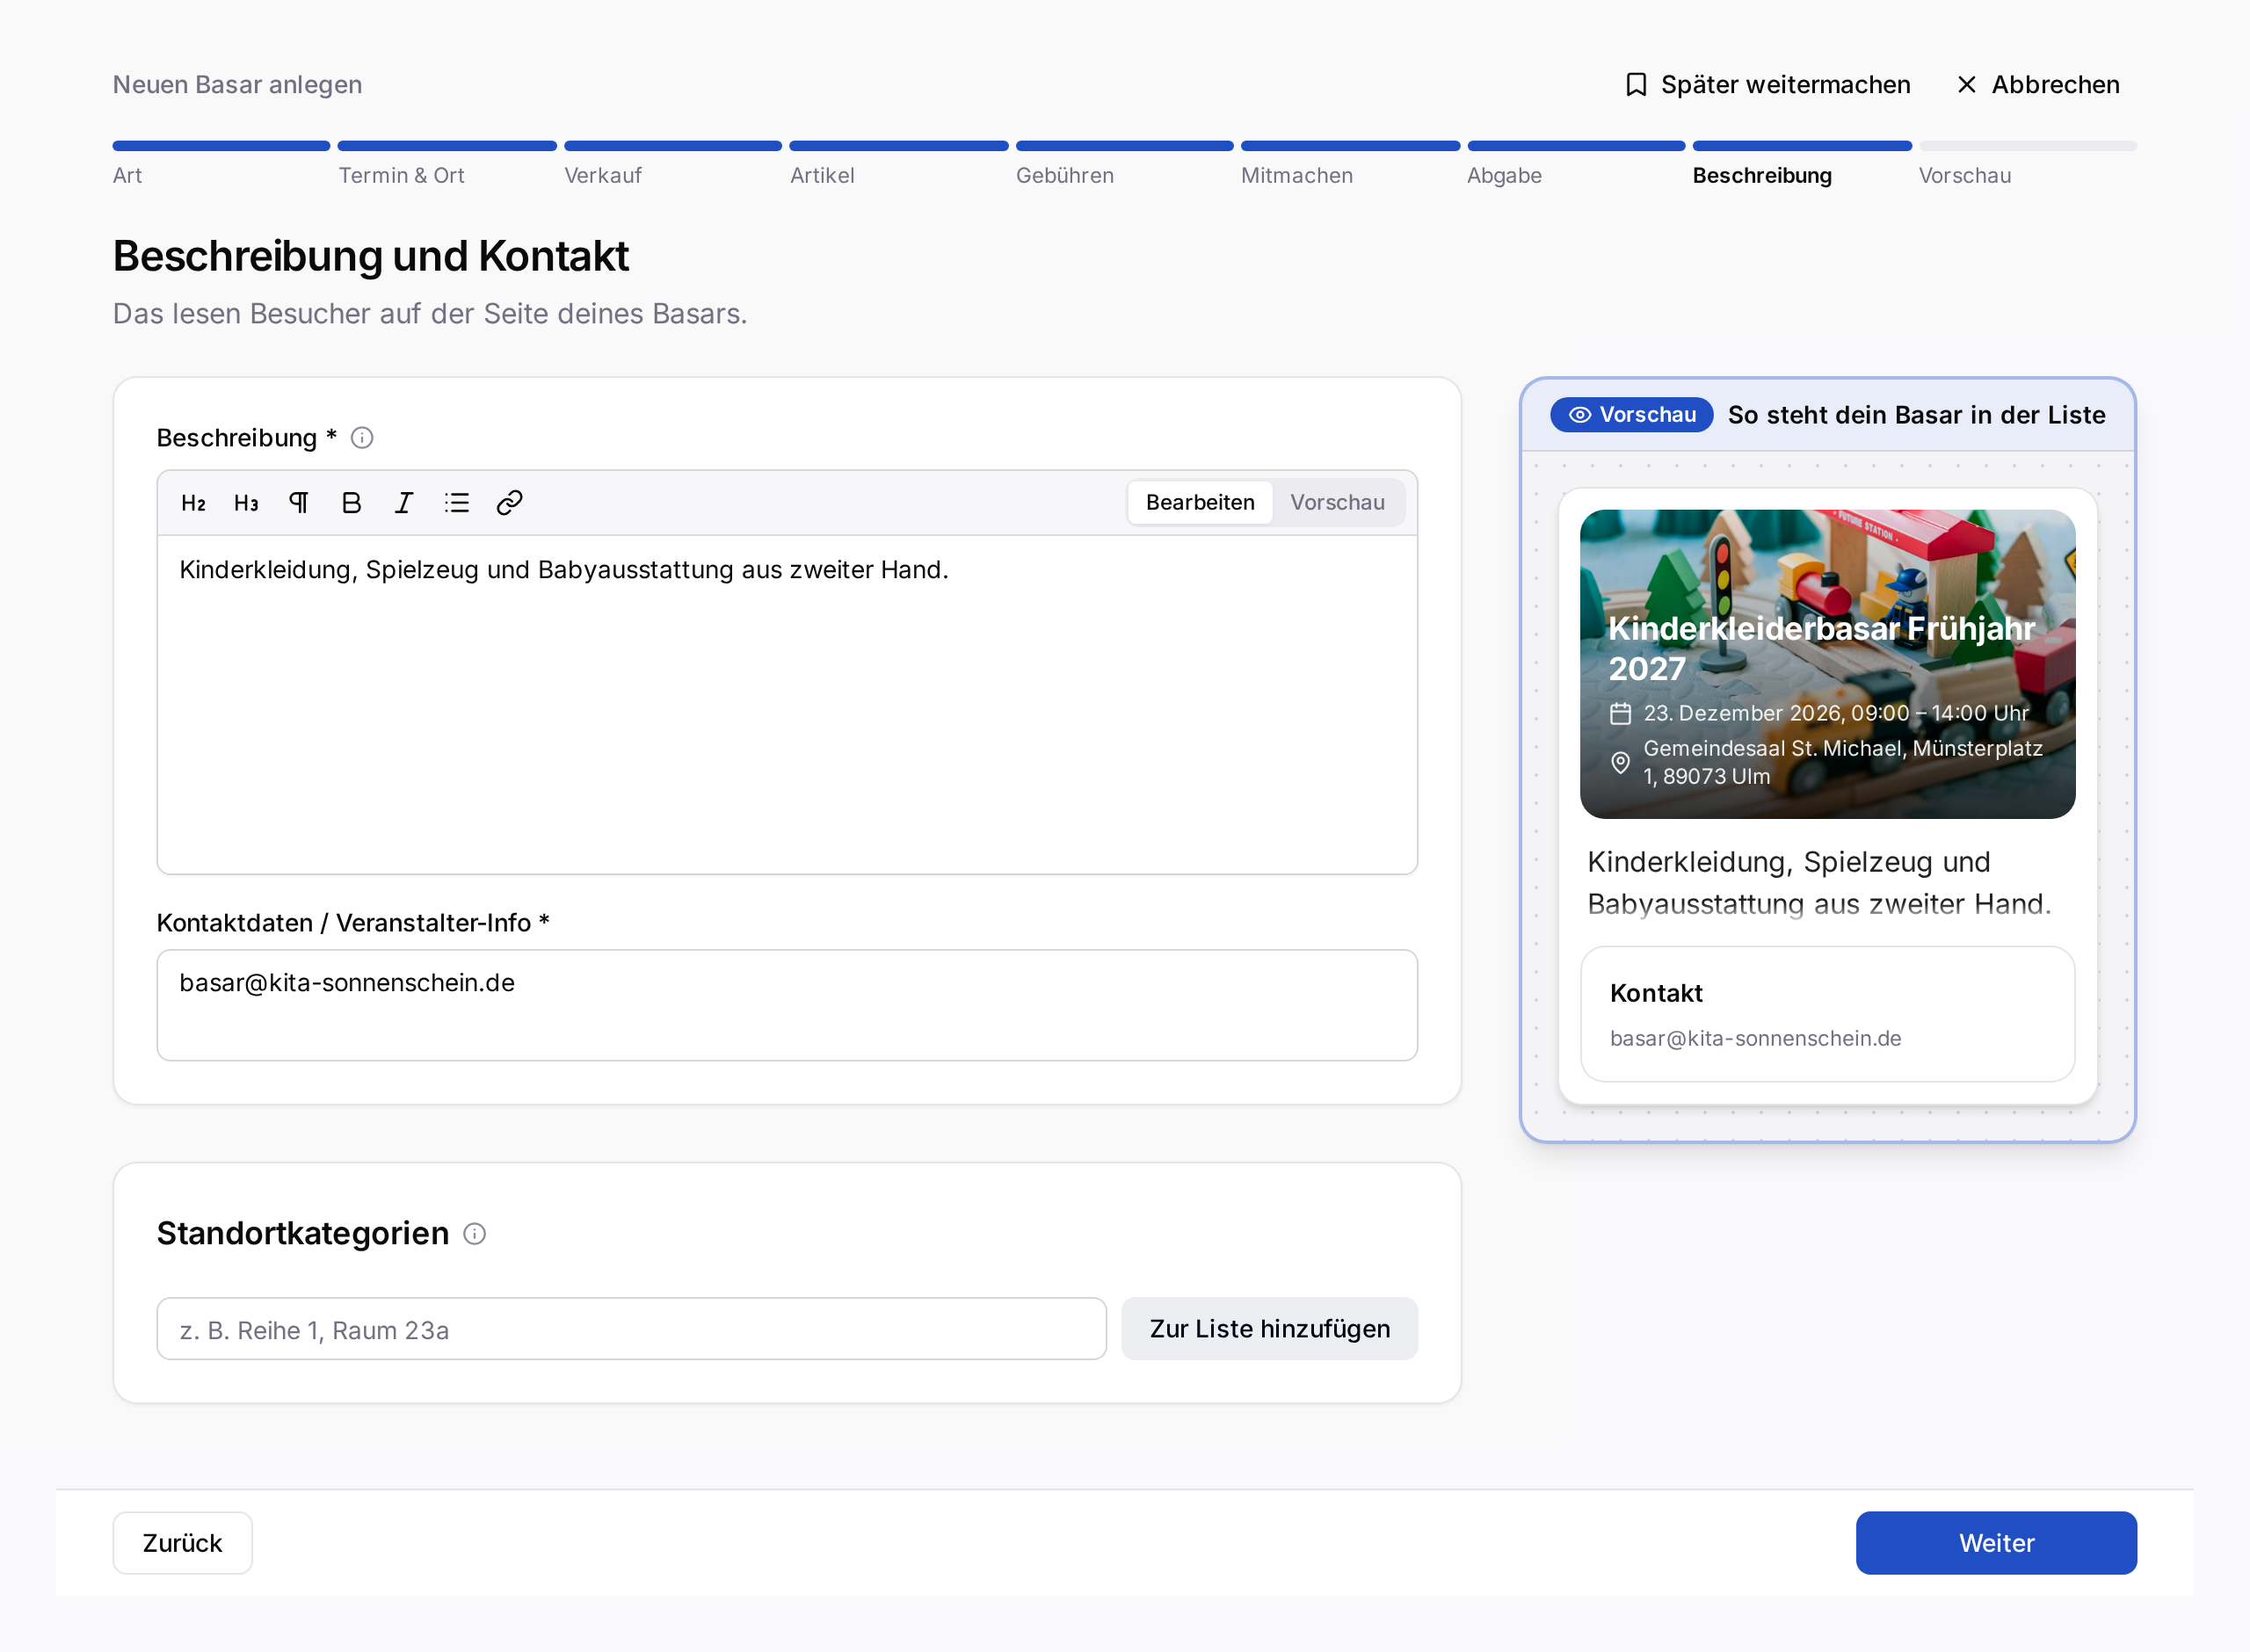 Neuen Basar anlegen
Später weitermachen
Abbrechen
Art
Termin & Ort
Verkauf
Artikel
Gebühren
Mitmachen
Abgabe
Beschreibung
Vorschau
Beschreibung und Kontakt
Das lesen Besucher auf der Seite deines Basars.
Beschreibung *
H2 H3 ¶ B I
Bearbeiten
Vorschau
Kinderkleidung, Spielzeug und Babyausstattung aus zweiter Hand.
Kontaktdaten / Veranstalter-Info *
basar@kita-sonnenschein.de
Vorschau
So steht dein Basar in der Liste
FUTURE STATION
Kinderkleiderbasar Frühjahr
2027
23. Dezember 2026, 09:00 – 14:00 Uhr
Gemeindesaal St. Michael, Münsterplatz
1, 89073 Ulm
Kinderkleidung, Spielzeug und
Babyausstattung aus zweiter Hand.
Kontakt
basar@kita-sonnenschein.de
Standortkategorien
z. B. Reihe 1, Raum 23a
Zur Liste hinzufügen
Zurück
Weiter